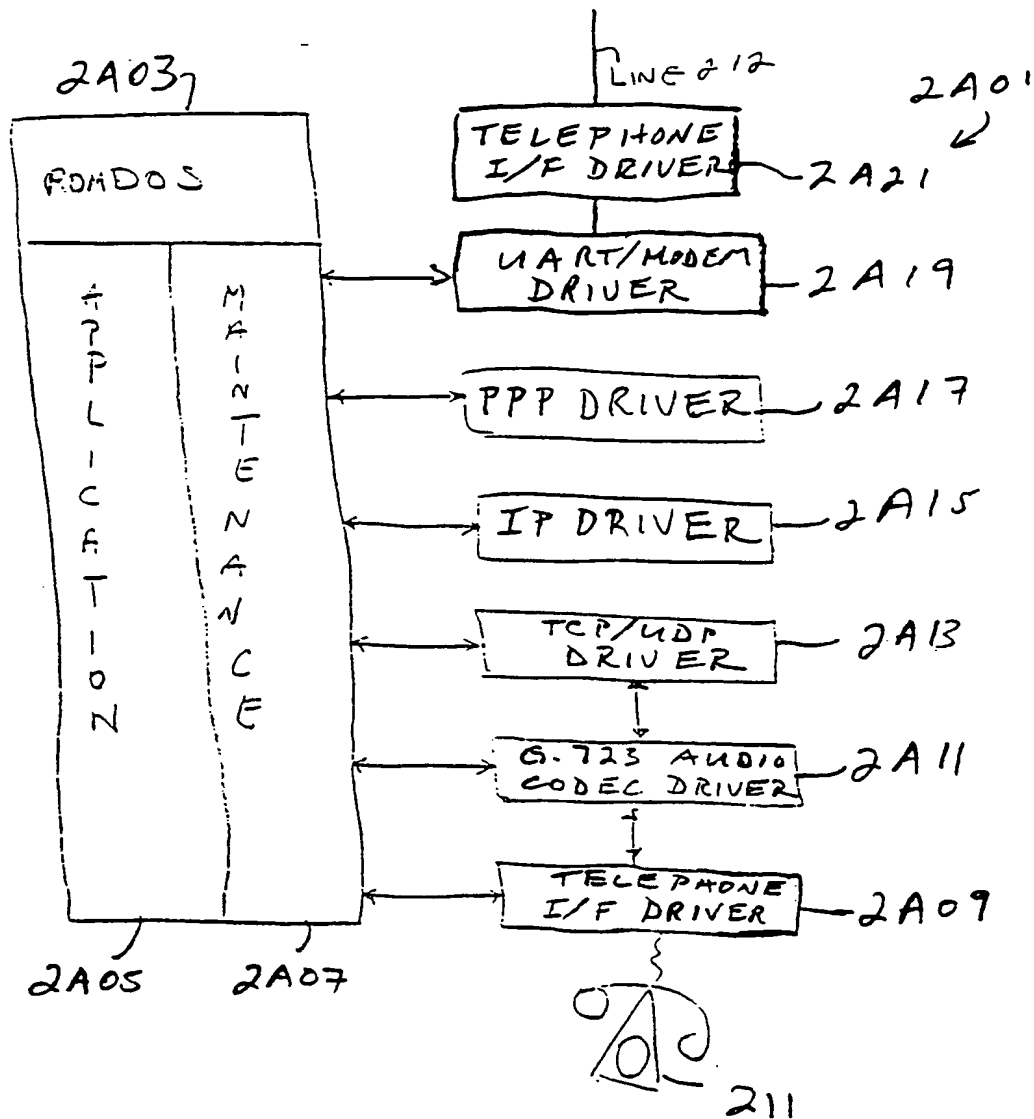 2A03
LINE 212
2A01
TELEPHONE
I/F DRIVER
2A21
ROMDOS
UART/MODEM
DRIVER
2A19
APPLICATION
MAINTENANCE
PPP DRIVER
2A17
IP DRIVER
2A15
TCP/UDP
DRIVER
2A13
G.723 AUDIO
CODEC DRIVER
2A11
TELEPHONE
I/F DRIVER
2A09
2A05
2A07
211